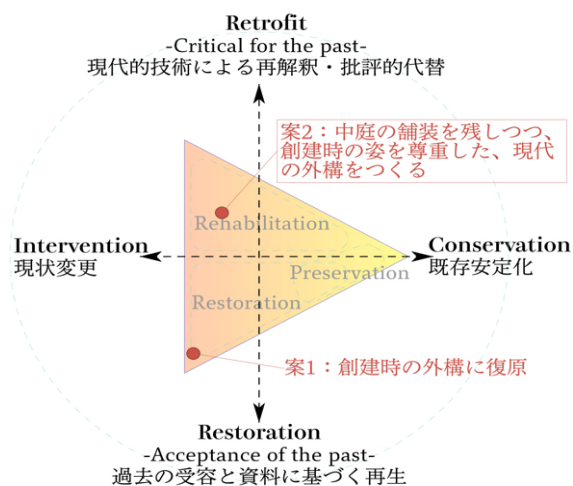 Retrofit
-Critical for the past-
現代的技術による再解釈・批評的代替
案2：中庭の舗装を残しつつ、
創建時の姿を尊重した、現代
の外構をつくる
Rehabilitation
Intervention
現状変更
Conservation
既存安定化
Preservation
Restoration
案1：創建時の外構に復原
Restoration
-Acceptance of the past-
過去の受容と資料に基づく再生